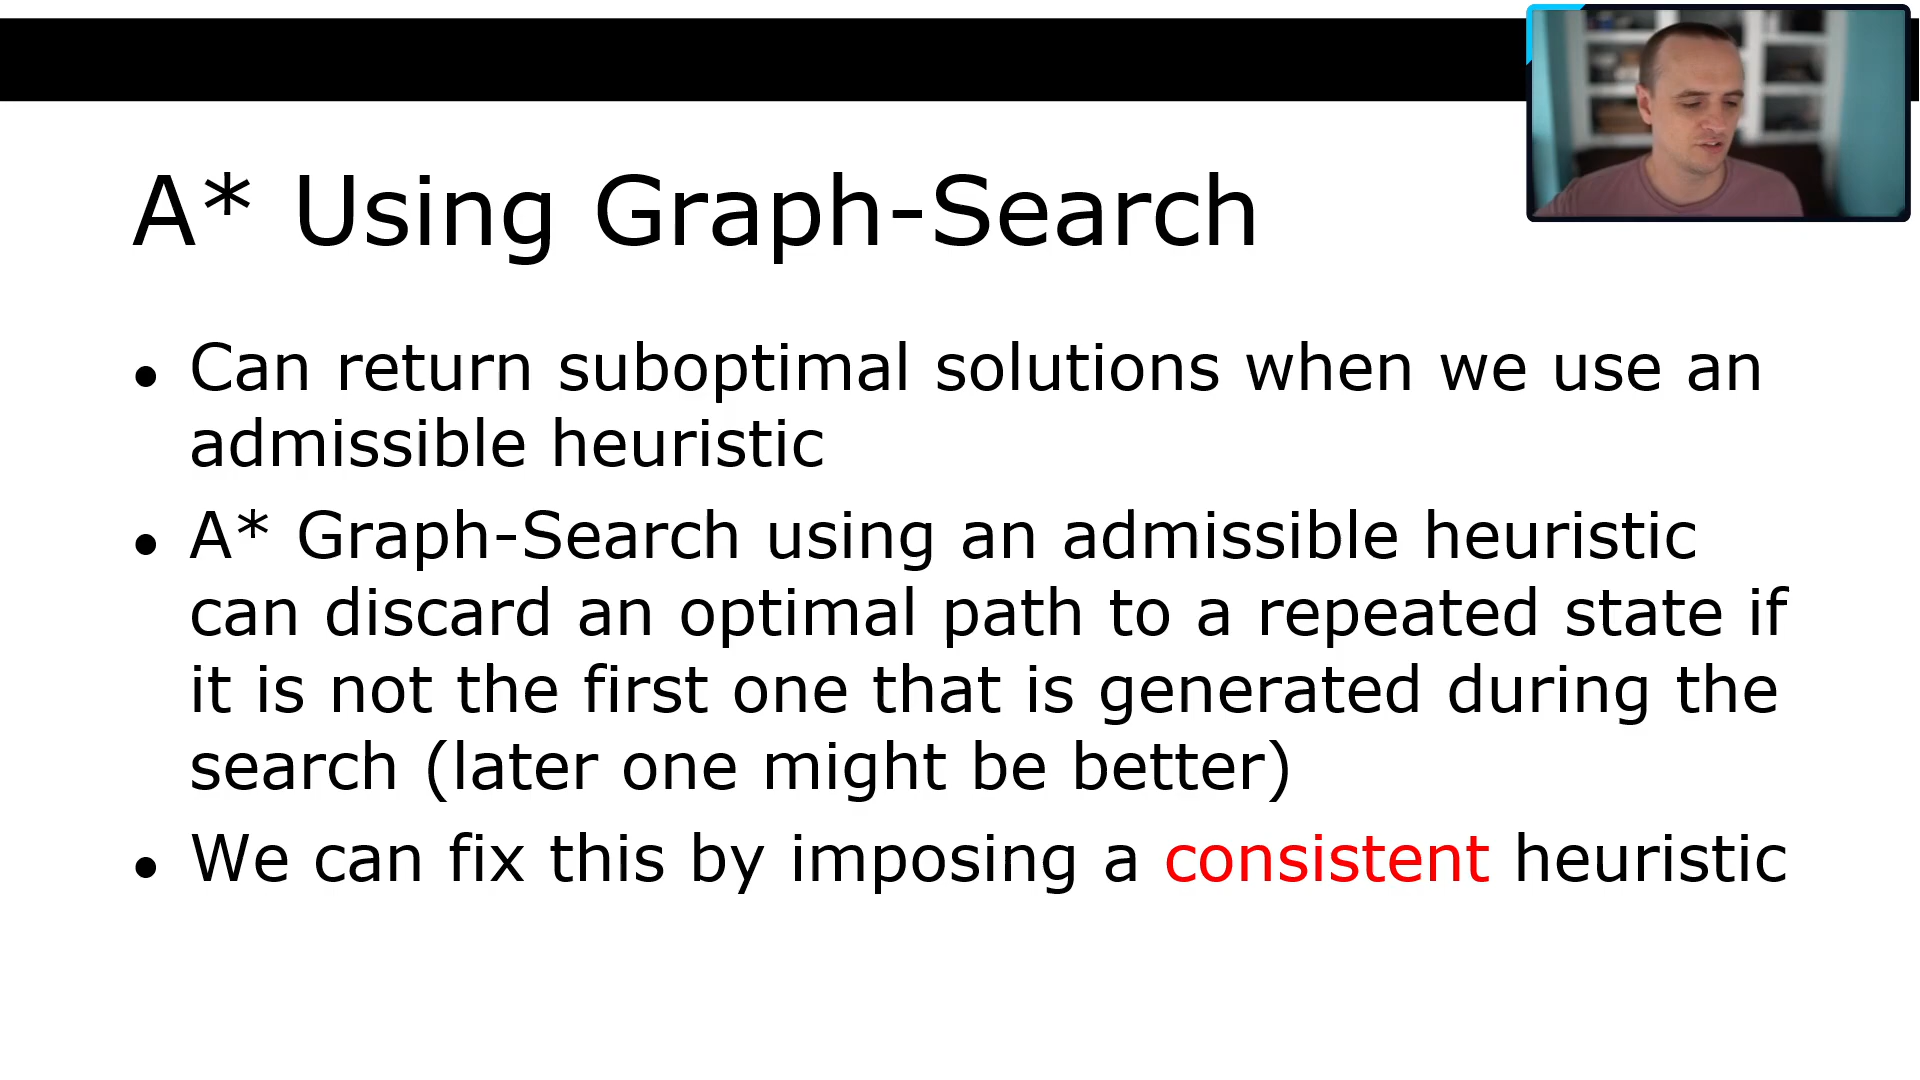 A* Using Graph-Search
• Can return suboptimal solutions when we use an
admissible heuristic
• A* Graph-Search using an admissible heuristic
can discard an optimal path to a repeated state if
it is not the first one that is generated during the
search (later one might be better)
• We can fix this by imposing a consistent heuristic